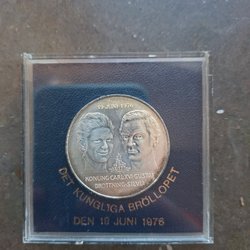 19 JUNI 1976
KONUNG CARL XVI GUSTAF
DROTTNING SILVIA
DET KUNGLIGA BRÖLLOPET
DEN 19 JUNI 1976